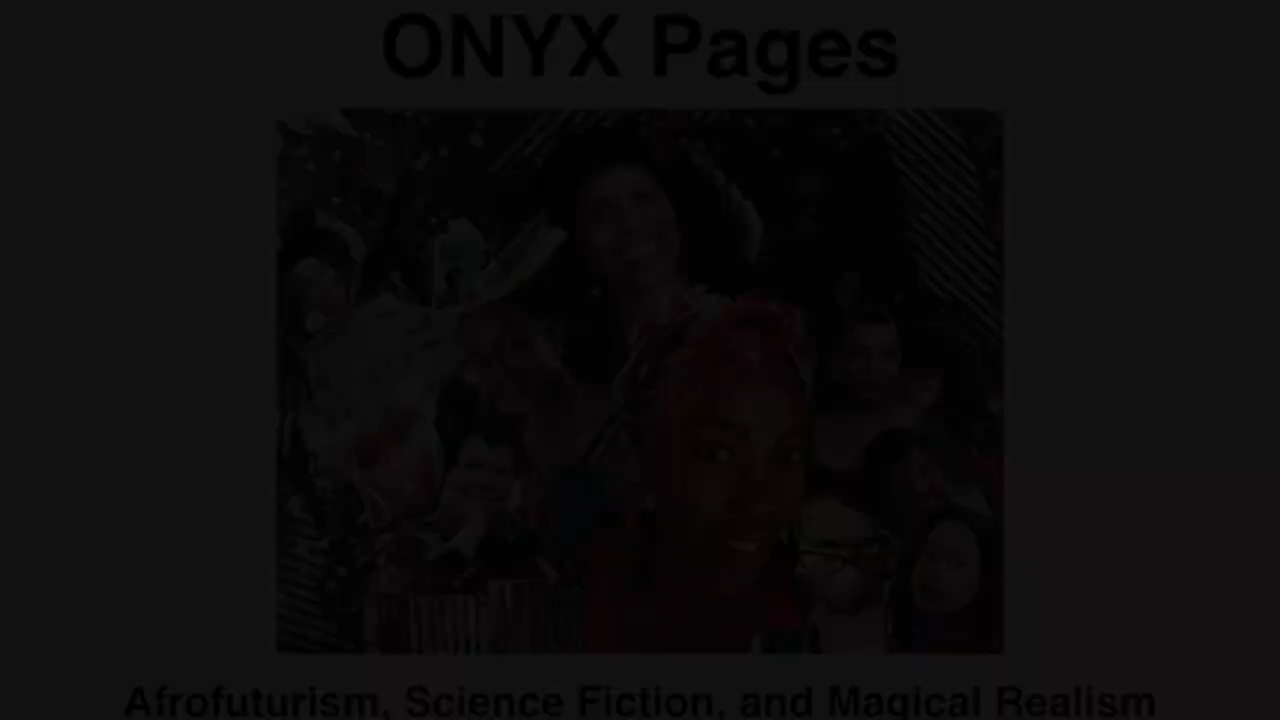 ONYX Pages
Afrofuturism, Science Fiction, and Magical Realism